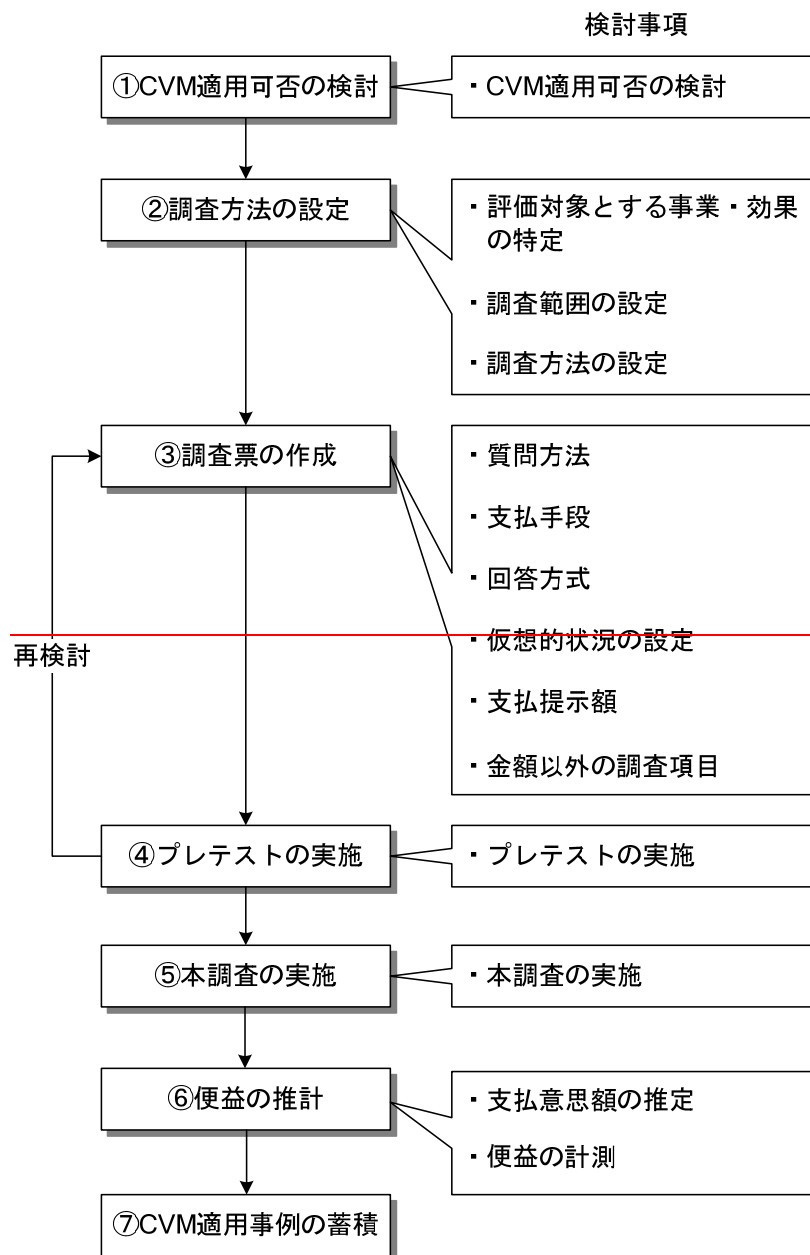 検討事項
①CVM適用可否の検討
・CVM適用可否の検討
②調査方法の設定
・評価対象とする事業・効果
の特定
・調査範囲の設定
・調査方法の設定
③調査票の作成
・質問方法
・支払手段
・回答方式
・仮想的状況の設定
・支払提示額
・金額以外の調査項目
再検討
④プレテストの実施
・プレテストの実施
⑤本調査の実施
・本調査の実施
⑥便益の推計
・支払意思額の推定
・便益の計測
⑦CVM適用事例の蓄積